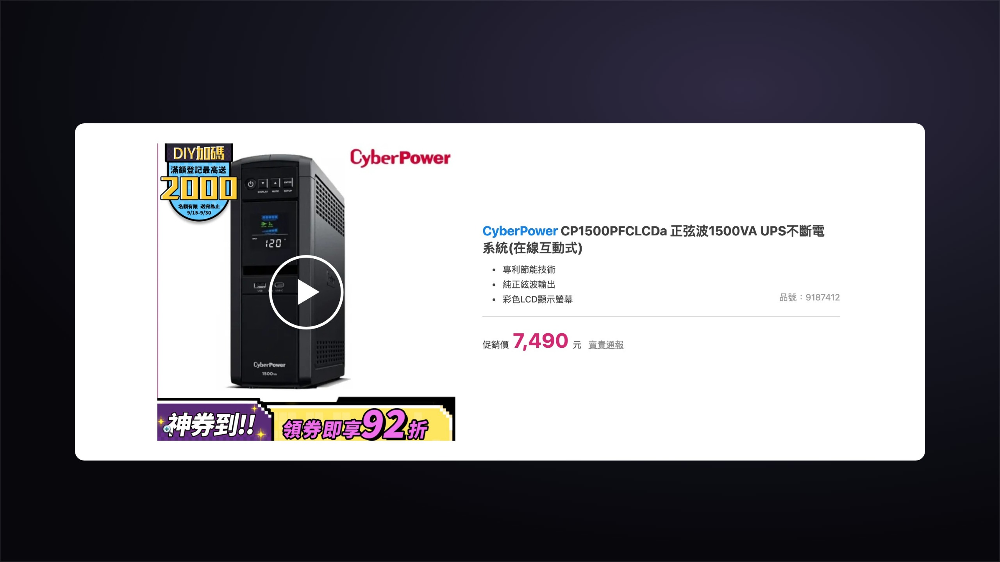 DIY加碼
滿額登記最高送
2000
名額有限 送完為止
9/15-9/30
CyberPower
DISPLAY MUTE SETUP
ENTER
INPUT
120
USB USB-C
CyberPower
1500VA
神券到!!
領券即享92折
CyberPower CP1500PFCLCDa 正弦波1500VA UPS不斷電
系統(在線互動式)
• 專利節能技術
• 純正絃波輸出
• 彩色LCD顯示螢幕
品號：9187412
促銷價 7,490 元 賣貴通報